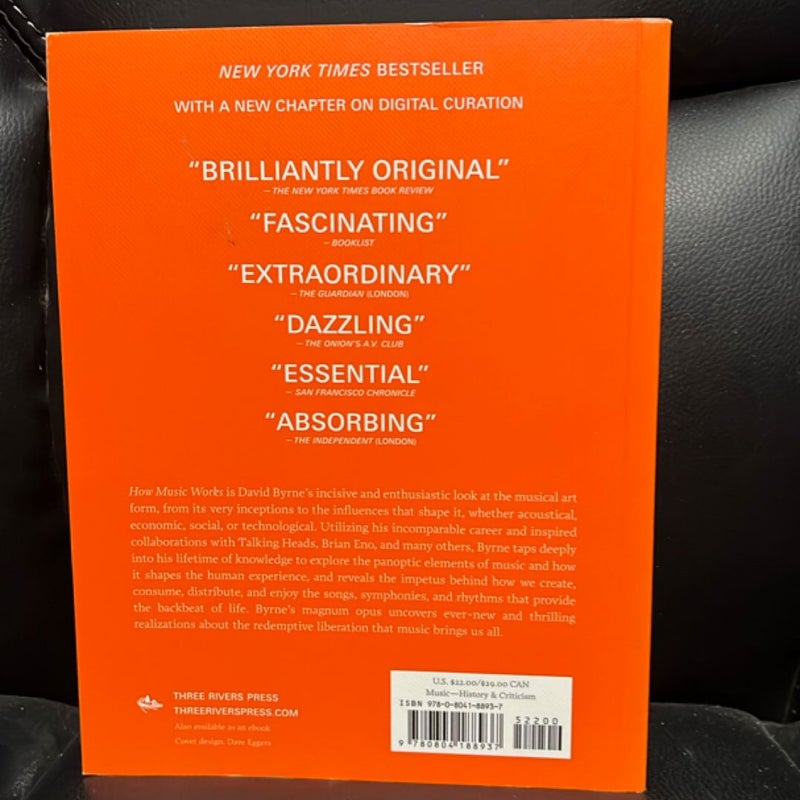 NEW YORK TIMES BESTSELLER
WITH A NEW CHAPTER ON DIGITAL CURATION
“BRILLIANTLY ORIGINAL”
—THE NEW YORK TIMES BOOK REVIEW
“FASCINATING”
—BOOKLIST
“EXTRAORDINARY”
—THE GUARDIAN (LONDON)
“DAZZLING”
—THE ONION'S A.V. CLUB
“ESSENTIAL”
—SAN FRANCISCO CHRONICLE
“ABSORBING”
—THE INDEPENDENT (LONDON)
How Music Works is David Byrne's incisive and enthusiastic look at the musical art
form, from its very inceptions to the influences that shape it, whether acoustical,
economic, social, or technological. Utilizing his incomparable career and inspired
collaborations with Talking Heads, Brian Eno, and many others, Byrne taps deeply
into his lifetime of knowledge to explore the panoptic elements of music and how
it shapes the human experience, and reveals the impetus behind how we create,
consume, distribute, and enjoy the songs, symphonies, and rhythms that provide
the backbeat of life. Byrne's magnum opus uncovers ever-new and thrilling
realizations about the redemptive liberation that music brings us all.
THREE RIVERS PRESS
THREERIVERSPRESS.COM
Also available as an ebook
Cover design: Dave Eggers
U.S. $22.00/$29.00 CAN
Music—History & Criticism
ISBN 978-0-8041-8893-7
52200
9 780804 188937